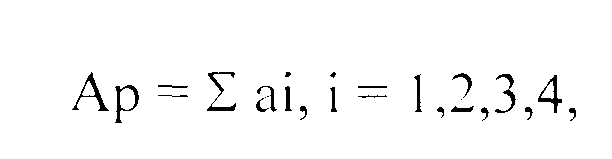 Ap = Σ ai, i = 1,2,3,4,